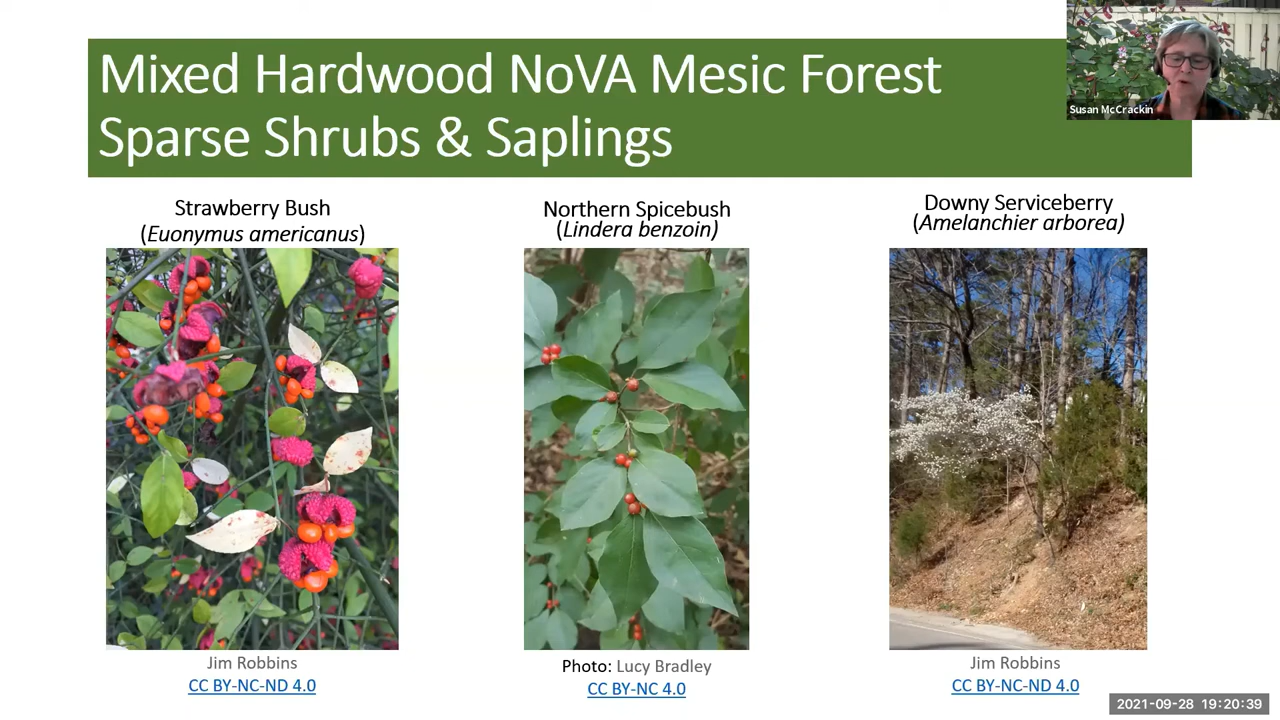 Mixed Hardwood NoVA Mesic Forest
Sparse Shrubs & Saplings
Susan McCrackin
Strawberry Bush
(Euonymus americanus)
Northern Spicebush
(Lindera benzoin)
Downy Serviceberry
(Amelanchier arborea)
Jim Robbins
CC BY-NC-ND 4.0
Photo: Lucy Bradley
CC BY-NC 4.0
Jim Robbins
CC BY-NC-ND 4.0
2021-09-28 19:20:39